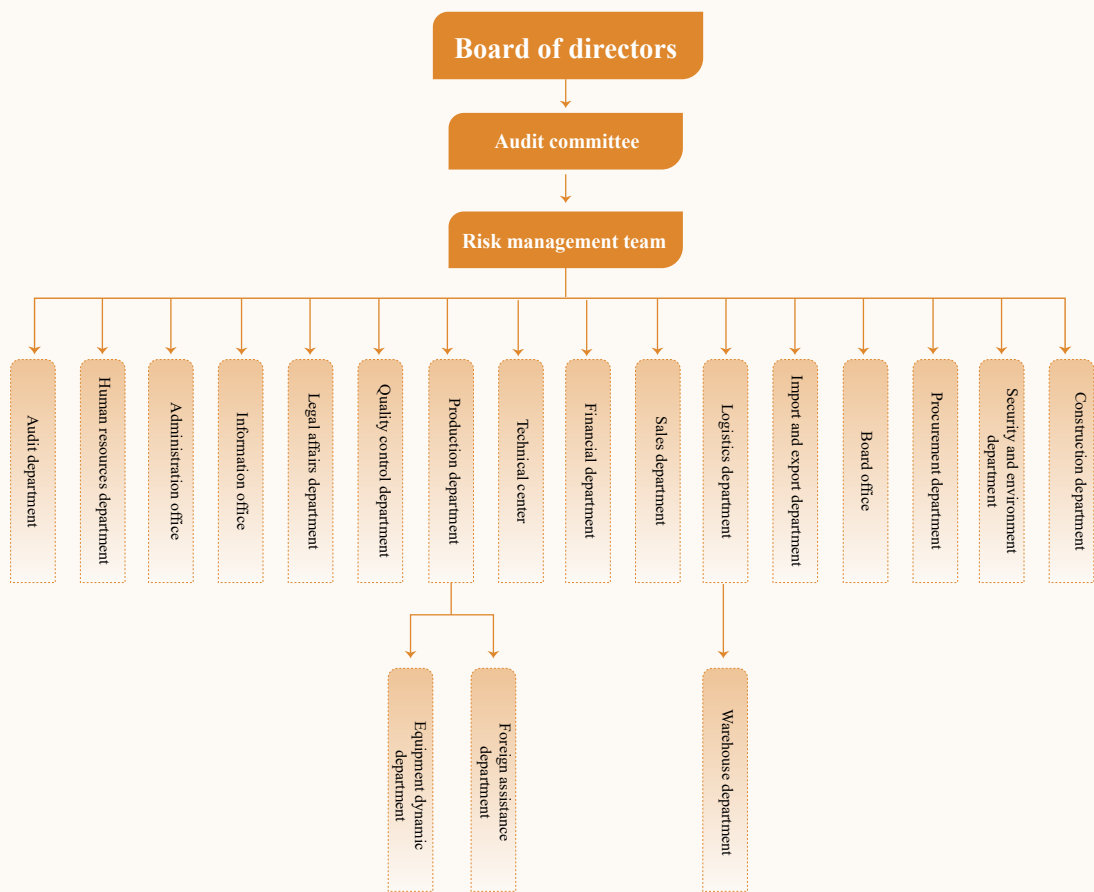 Board of directors
Audit committee
Risk management team
Audit department
Human resources department
Administration office
Information office
Legal affairs department
Quality control department
Production department
Technical center
Financial department
Sales department
Logistics department
Import and export department
Board office
Procurement department
Security and environment
department
Construction department
Equipment dynamic
department
Foreign assistance
department
Warehouse department